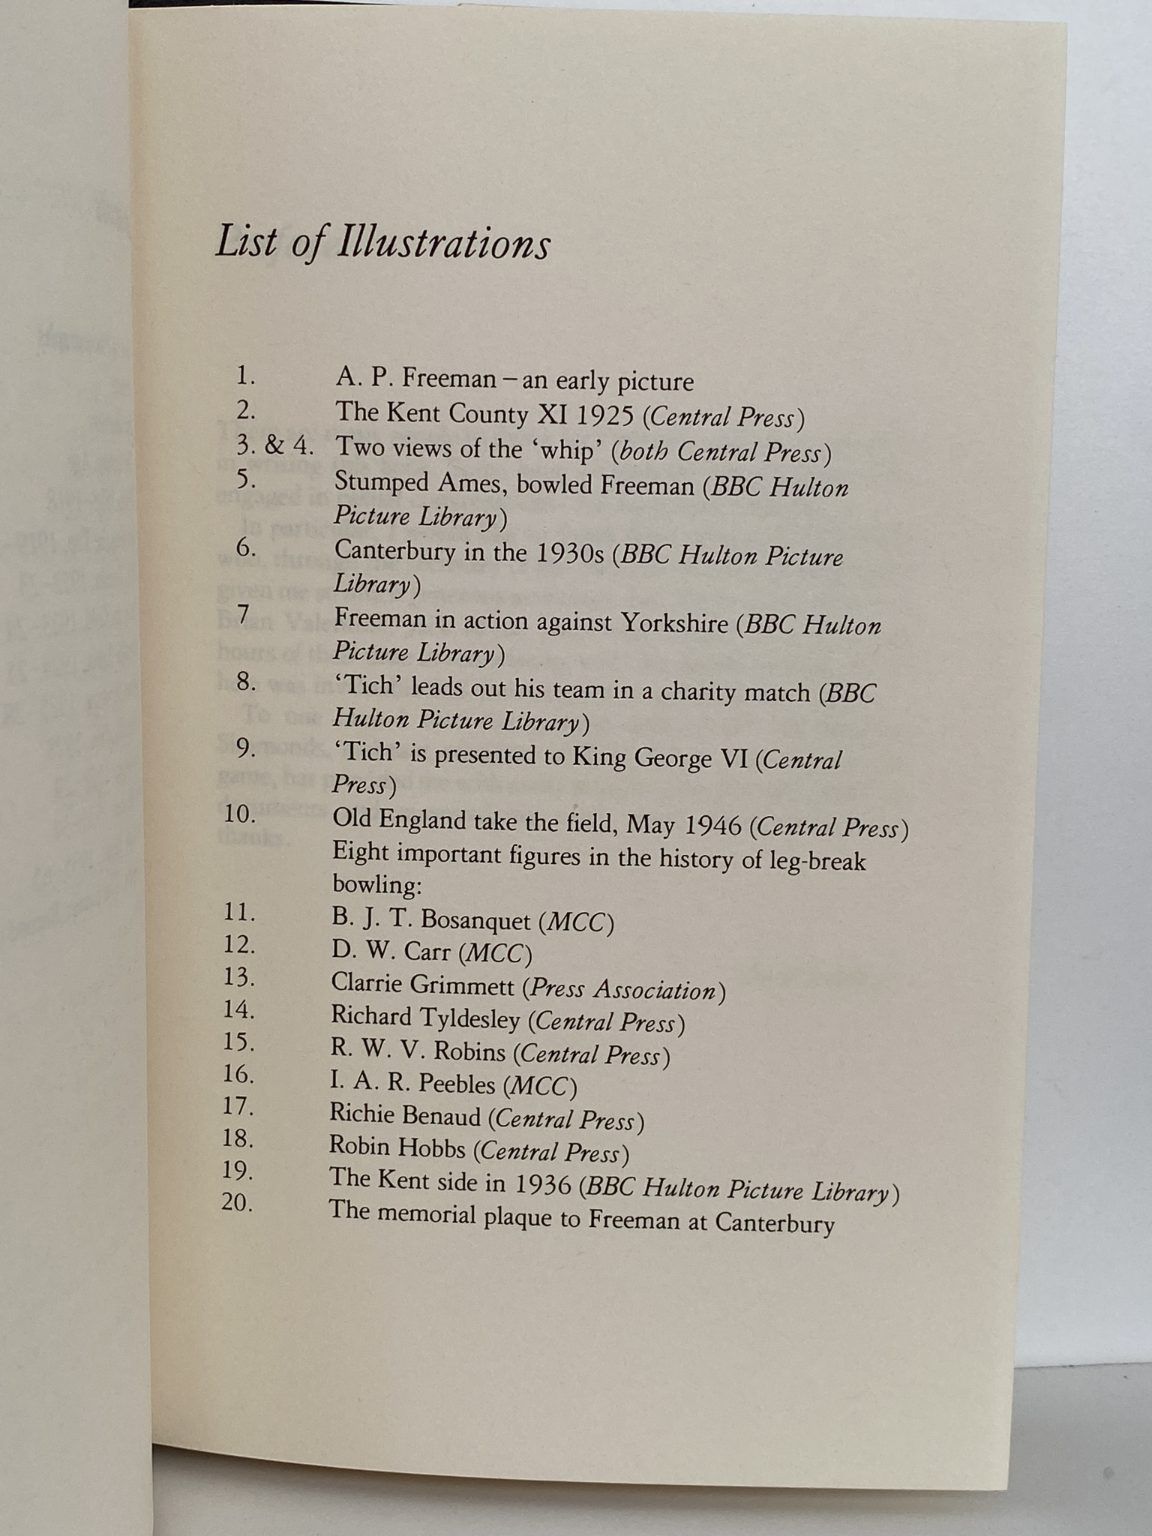 List of Illustrations
1. A. P. Freeman – an early picture
2. The Kent County XI 1925 (Central Press)
3. & 4. Two views of the ‘whip’ (both Central Press)
5. Stumped Ames, bowled Freeman (BBC Hulton
Picture Library)
6. Canterbury in the 1930s (BBC Hulton Picture
Library)
7 Freeman in action against Yorkshire (BBC Hulton
Picture Library)
8. ‘Tich’ leads out his team in a charity match (BBC
Hulton Picture Library)
9. ‘Tich’ is presented to King George VI (Central
Press)
10. Old England take the field, May 1946 (Central Press)
Eight important figures in the history of leg-break
bowling:
11. B. J. T. Bosanquet (MCC)
12. D. W. Carr (MCC)
13. Clarrie Grimmett (Press Association)
14. Richard Tyldesley (Central Press)
15. R. W. V. Robins (Central Press)
16. I. A. R. Peebles (MCC)
17. Richie Benaud (Central Press)
18. Robin Hobbs (Central Press)
19. The Kent side in 1936 (BBC Hulton Picture Library)
20. The memorial plaque to Freeman at Canterbury